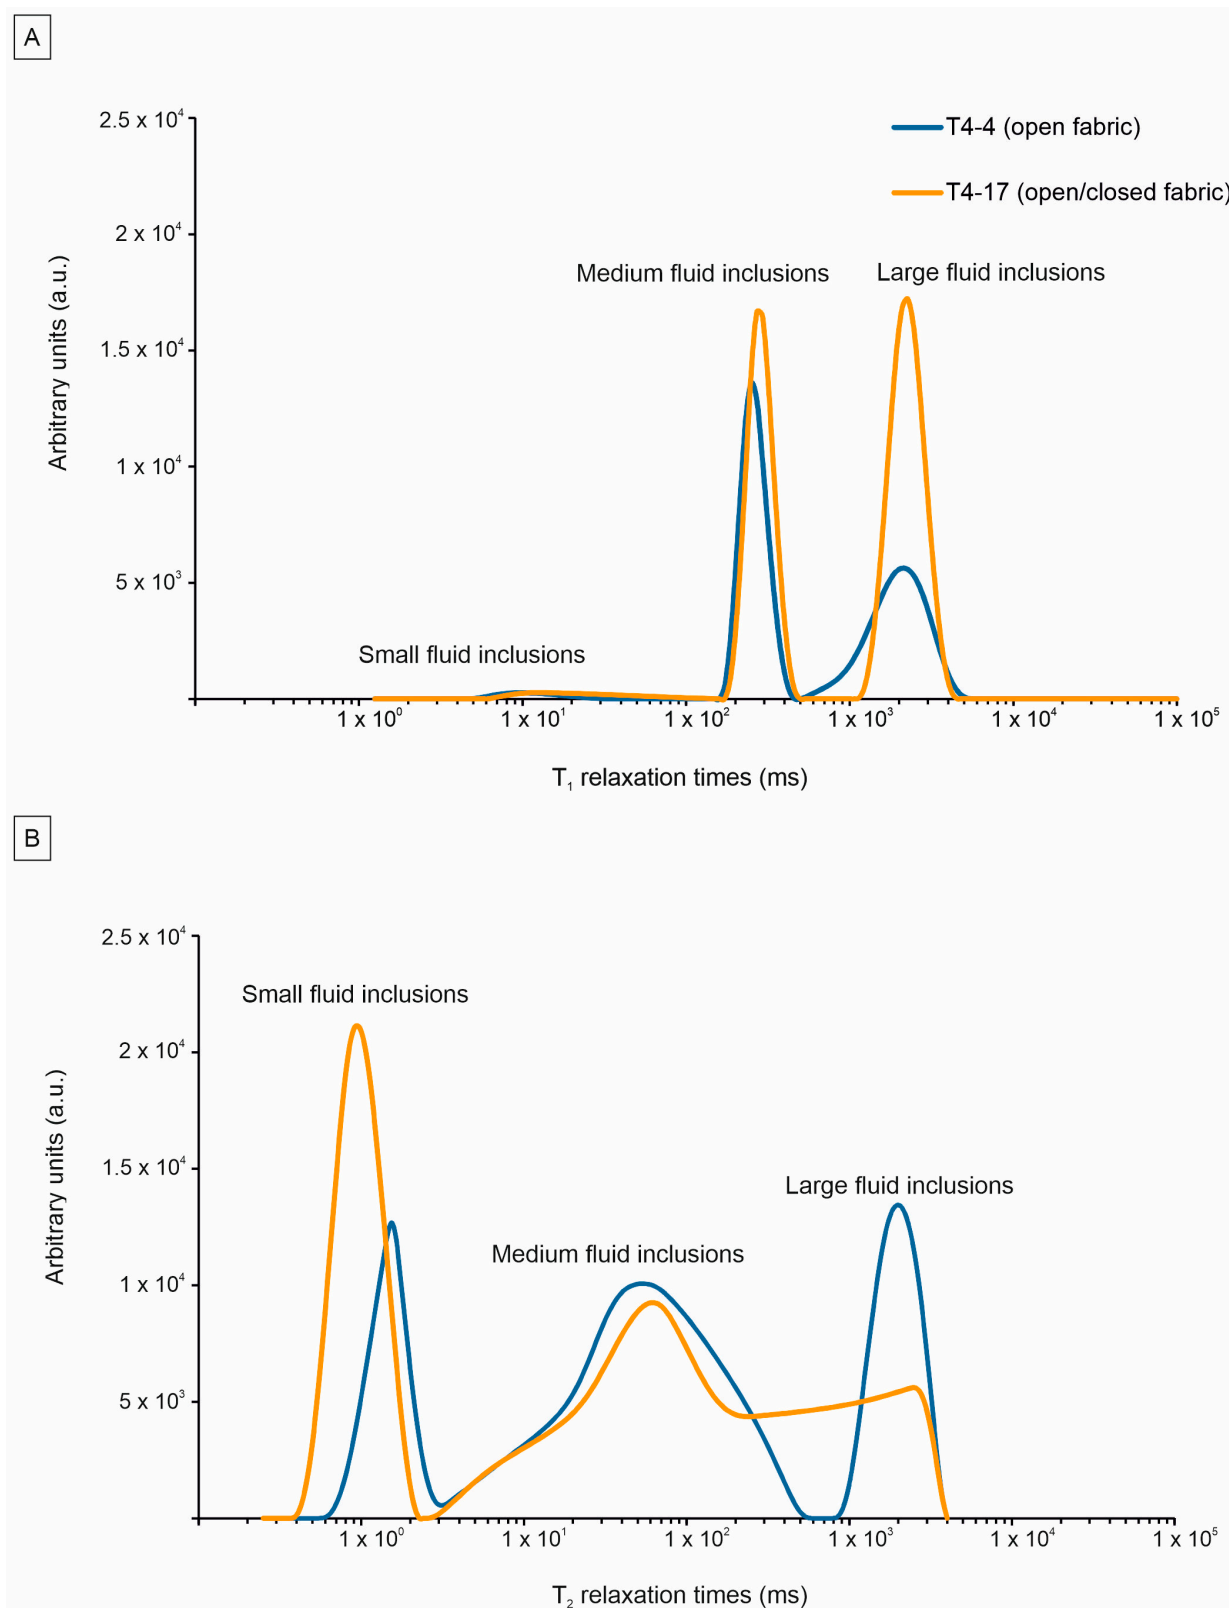 A
2.5 x 10⁴
2 x 10⁴
1.5 x 10⁴
1 x 10⁴
5 x 10³
Arbitrary units (a.u.)
T4-4 (open fabric)
T4-17 (open/closed fabric)
Medium fluid inclusions
Large fluid inclusions
Small fluid inclusions
1 x 10⁰ 1 x 10¹ 1 x 10² 1 x 10³ 1 x 10⁴ 1 x 10⁵
T₁ relaxation times (ms)
B
2.5 x 10⁴
2 x 10⁴
1.5 x 10⁴
1 x 10⁴
5 x 10³
Arbitrary units (a.u.)
Small fluid inclusions
Large fluid inclusions
Medium fluid inclusions
1 x 10⁰ 1 x 10¹ 1 x 10² 1 x 10³ 1 x 10⁴ 1 x 10⁵
T₂ relaxation times (ms)